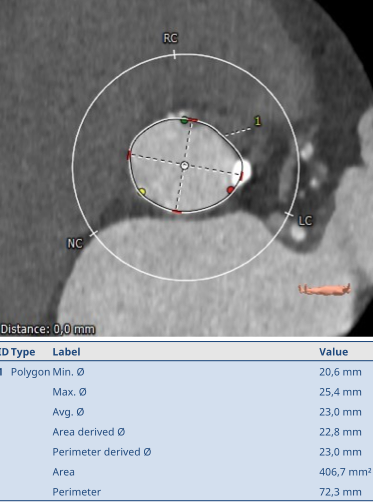 RC
1
LC
NC
Distance: 0,0 mm
ID Type Label Value
1 Polygon Min. Ø 20,6 mm
Max. Ø 25,4 mm
Avg. Ø 23,0 mm
Area derived Ø 22,8 mm
Perimeter derived Ø 23,0 mm
Area 406,7 mm²
Perimeter 72,3 mm